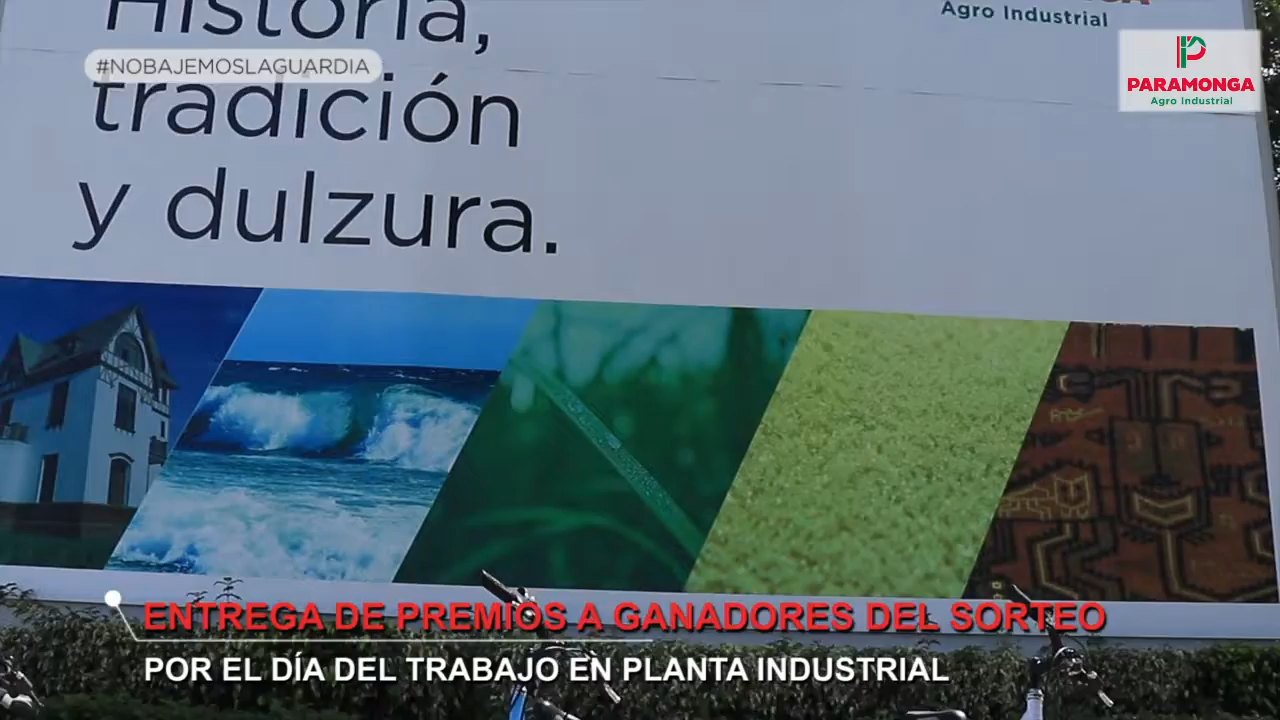 Historia,
tradición
y dulzura.
Agro Industrial
#NOBAJEMOSLAGUARDIA
PARAMONGA
Agro Industrial
ENTREGA DE PREMIOS A GANADORES DEL SORTEO
POR EL DÍA DEL TRABAJO EN PLANTA INDUSTRIAL